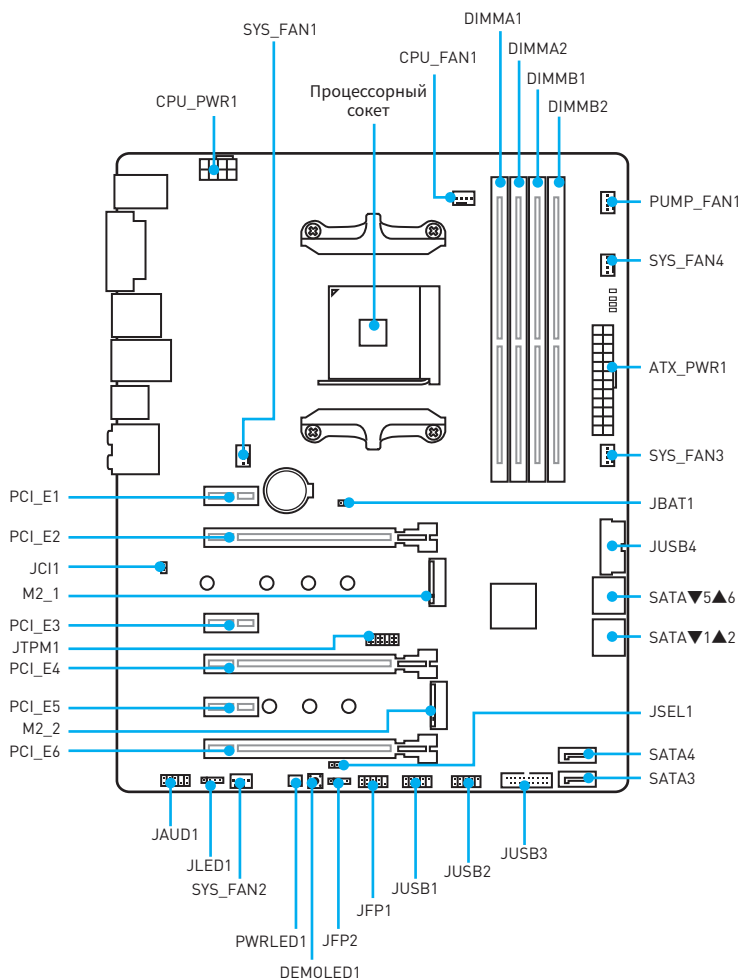 DIMMA1
SYS_FAN1
DIMMA2
CPU_FAN1
DIMMB1
Процессорный
сокет
CPU_PWR1
DIMMB2
PUMP_FAN1
SYS_FAN4
ATX_PWR1
SYS_FAN3
PCI_E1
JBAT1
PCI_E2
JUSB4
JCI1
M2_1
SATA▼5▲6
PCI_E3
JTPM1
SATA▼1▲2
PCI_E4
PCI_E5
JSEL1
M2_2
PCI_E6
SATA4
SATA3
JAUD1
JLED1
SYS_FAN2
PWRLED1
DEMOLED1
JFP2
JFP1
JUSB1
JUSB2
JUSB3